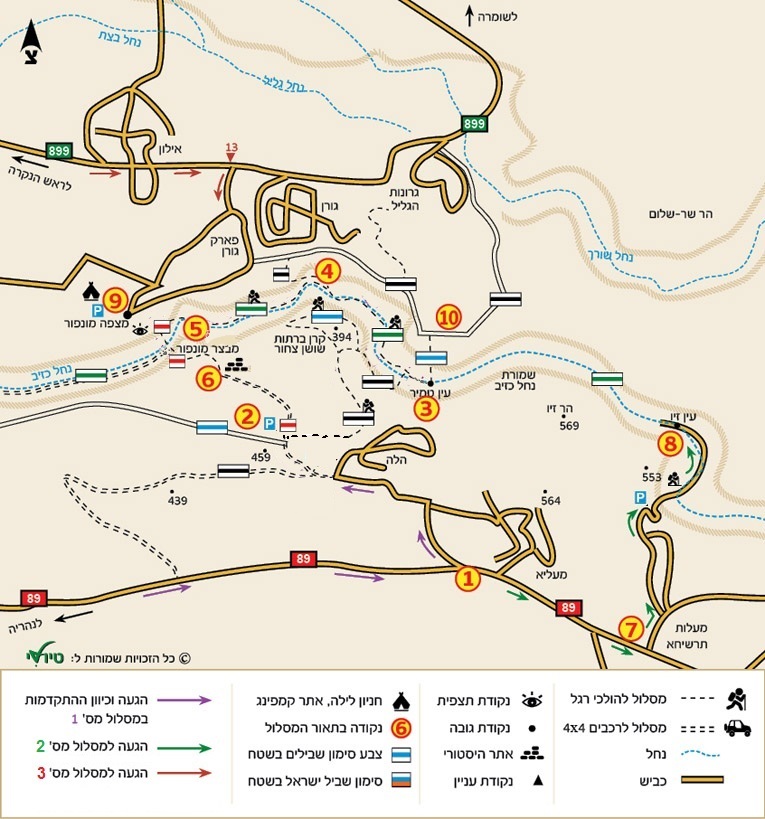 לשומרה
נחל בצת
צ
נחל גליל
899
899
13
אילון
לראש הנקרה
גרנות
הגליל
גורן
הר שר-שלום
פארק
גורן
נחל שורך
4
9
P
מצפה מונפור
10
5
מבצר מונפור
קרן ברתות
שושן צחור
394
נחל כזיב
6
שמורת
נחל כזיב
עין טמיר
3
2
P
הר זיו
569
עין זיו
8
459
הלה
553
439
564
P
89
1
מעליא
89
89
לנהריה
7
מעלות
תרשיחא
© כל הזכויות שמורות ל: טיולי
מסלול להולכי רגל
מסלול לרכבים 4x4
נחל
כביש
נקודת תצפית
נקודת גובה
אתר היסטורי
נקודת עניין
חניון לילה, אתר קמפינג
6 נקודה בתאור המסלול
צבע סימון שבילים בשטח
סימון שביל ישראל בשטח
הגעה וכיוון ההתקדמות
במסלול מס' 1
הגעה למסלול מס' 2
הגעה למסלול מס' 3